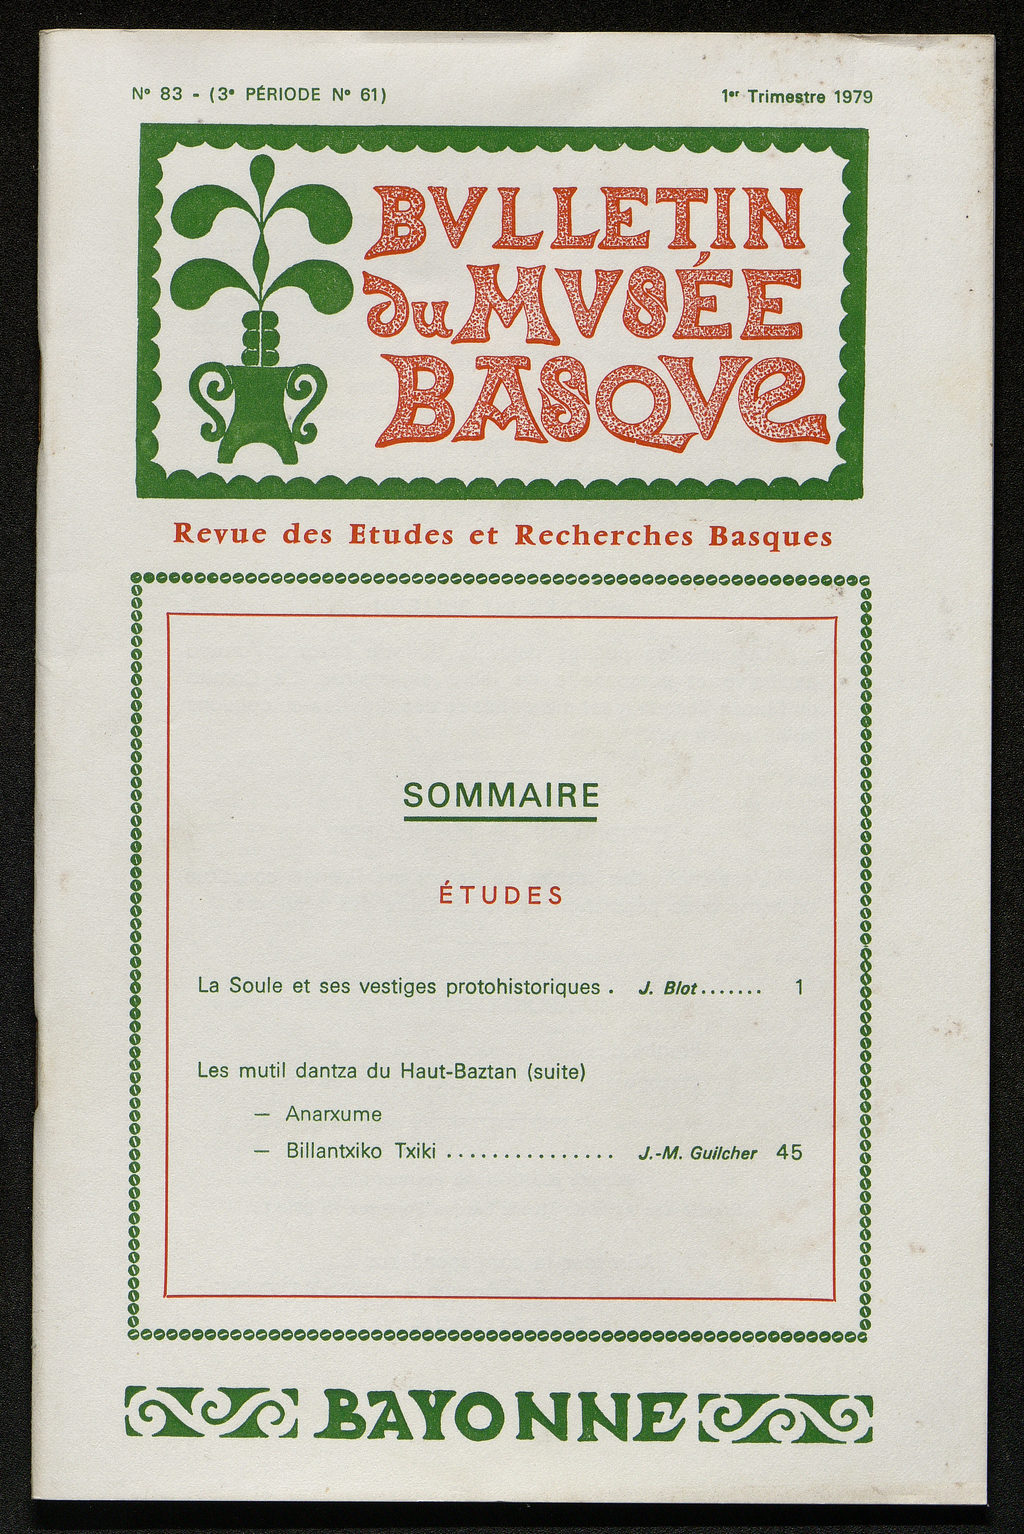 Nº 83 - (3ᵉ PÉRIODE Nº 61)
1ᵉʳ Trimestre 1979
BVLLETIN
du MVSÉE
BASQVe
Revue des Etudes et Recherches Basques
SOMMAIRE
ÉTUDES
La Soule et ses vestiges protohistoriques . J. Blot....... 1
Les mutil dantza du Haut-Baztan (suite)
— Anarxume
— Billantxiko Txiki ............... J.-M. Guilcher 45
BAYONNE